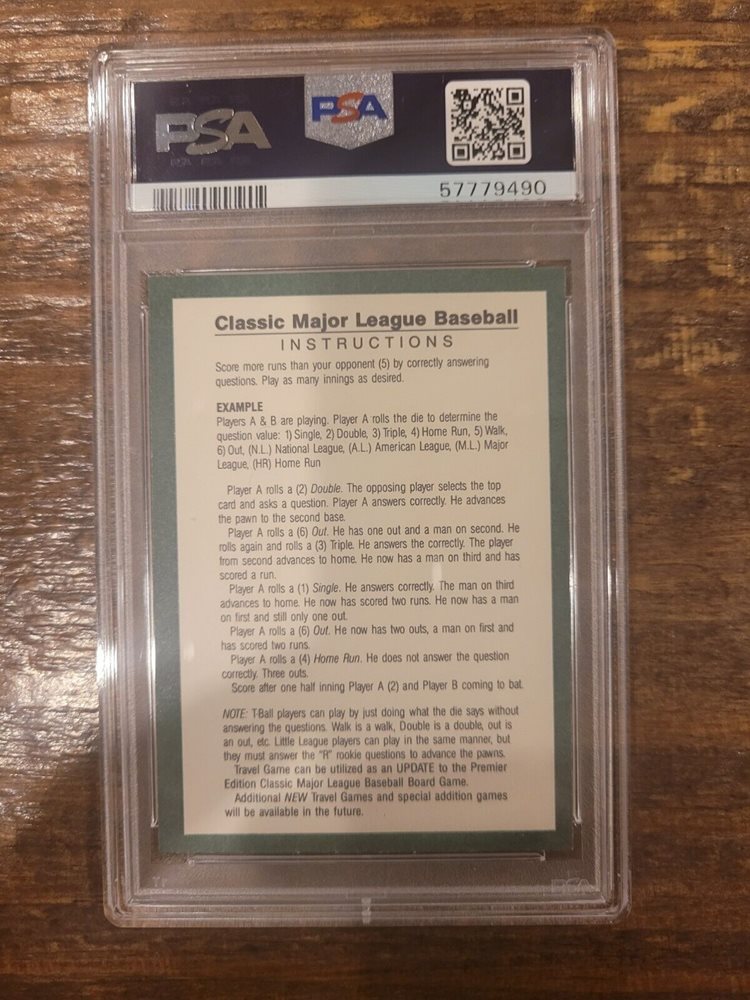 PSA
PSA
57779490
Classic Major League Baseball
INSTRUCTIONS
Score more runs than your opponent (5) by correctly answering
questions. Play as many innings as desired.
EXAMPLE
Players A & B are playing. Player A rolls the die to determine the
question value: 1) Single, 2) Double, 3) Triple, 4) Home Run, 5) Walk,
6) Out, (N.L.) National League, (A.L.) American League, (M.L.) Major
League, (HR) Home Run
Player A rolls a (2) Double. The opposing player selects the top
card and asks a question. Player A answers correctly. He advances
the pawn to the second base.
Player A rolls a (6) Out. He has one out and a man on second. He
rolls again and rolls a (3) Triple. He answers the correctly. The player
from second advances to home. He now has a man on third and has
scored a run.
Player A rolls a (1) Single. He answers correctly. The man on third
advances to home. He now has scored two runs. He now has a man
on first and still only one out.
Player A rolls a (6) Out. He now has two outs, a man on first and
has scored two runs.
Player A rolls a (4) Home Run. He does not answer the question
correctly. Three outs.
Score after one half inning Player A (2) and Player B coming to bat.
NOTE: T-Ball players can play by just doing what the die says without
answering the questions. Walk is a walk, Double is a double, out is
an out, etc. Little League players can play in the same manner, but
they must answer the "R" rookie questions to advance the pawns.
Travel Game can be utilized as an UPDATE to the Premier
Edition Classic Major League Baseball Board Game.
Additional NEW Travel Games and special addition games
will be available in the future.
PSA